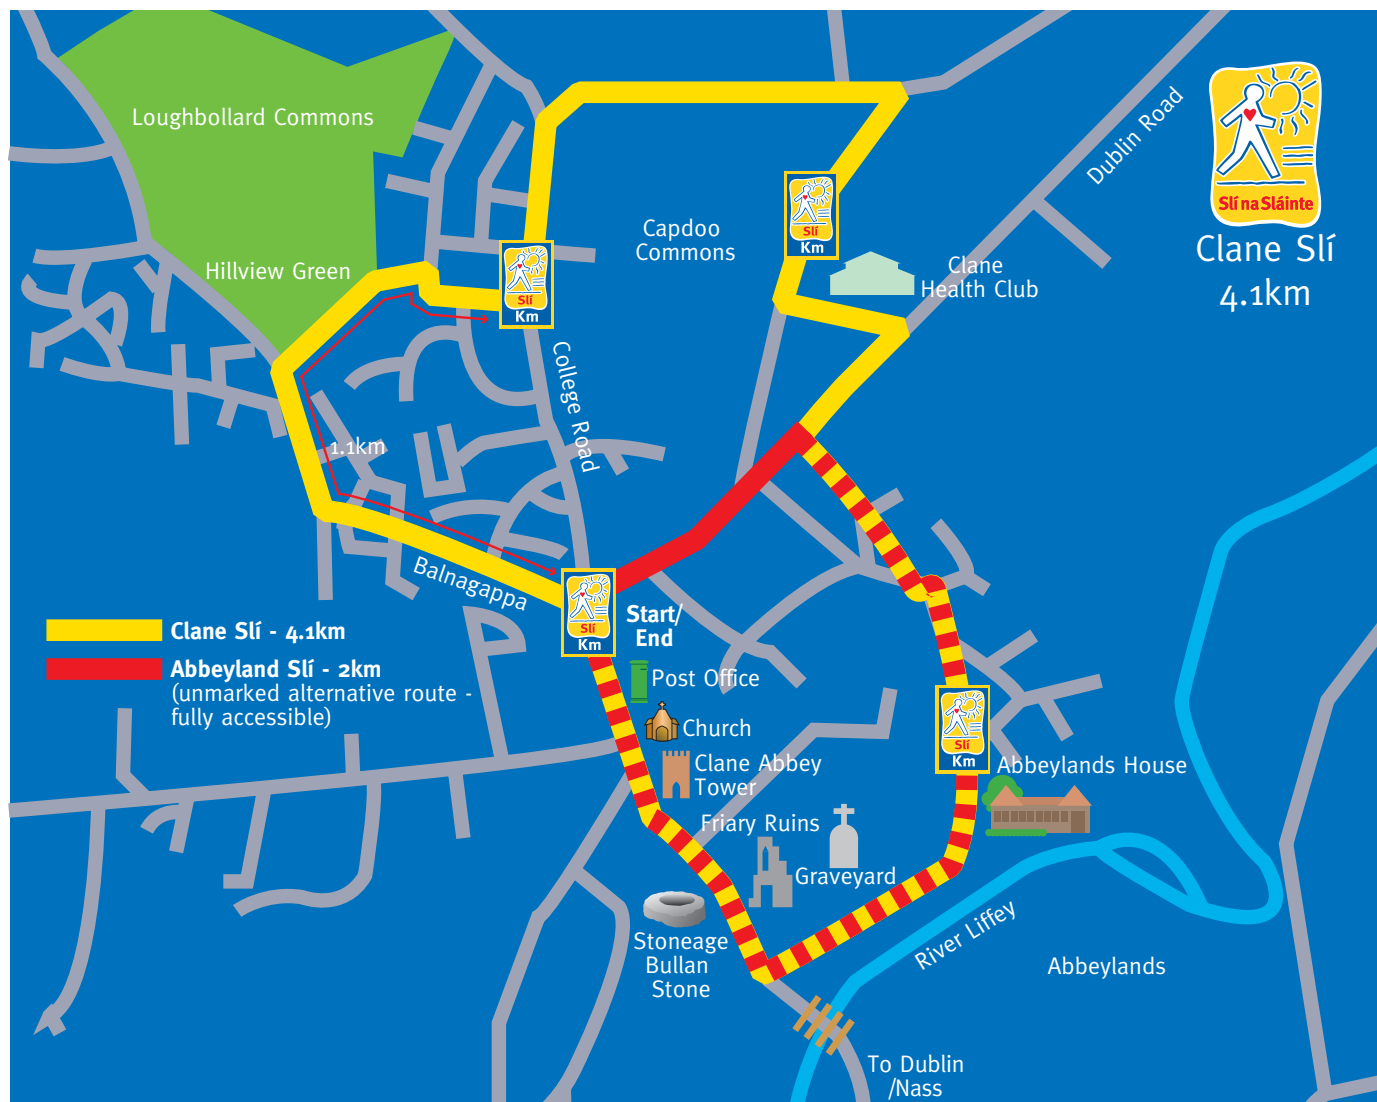 Loughbollard Commons
Dublin Road
Slí na Sláinte
Clane Slí
4.1km
Slí
Km
Capdoo
Commons
Hillview Green
Clane
Health Club
Slí
Km
College Road
1.1km
Balnagappa
Slí
Km
Start/
End
Clane Slí - 4.1km
Abbeyland Slí - 2km
(unmarked alternative route -
fully accessible)
Post Office
Church
Clane Abbey
Tower
Slí
Km
Abbeylands House
Friary Ruins
Graveyard
Stoneage
Bullan
Stone
River Liffey
Abbeylands
To Dublin
/Nass